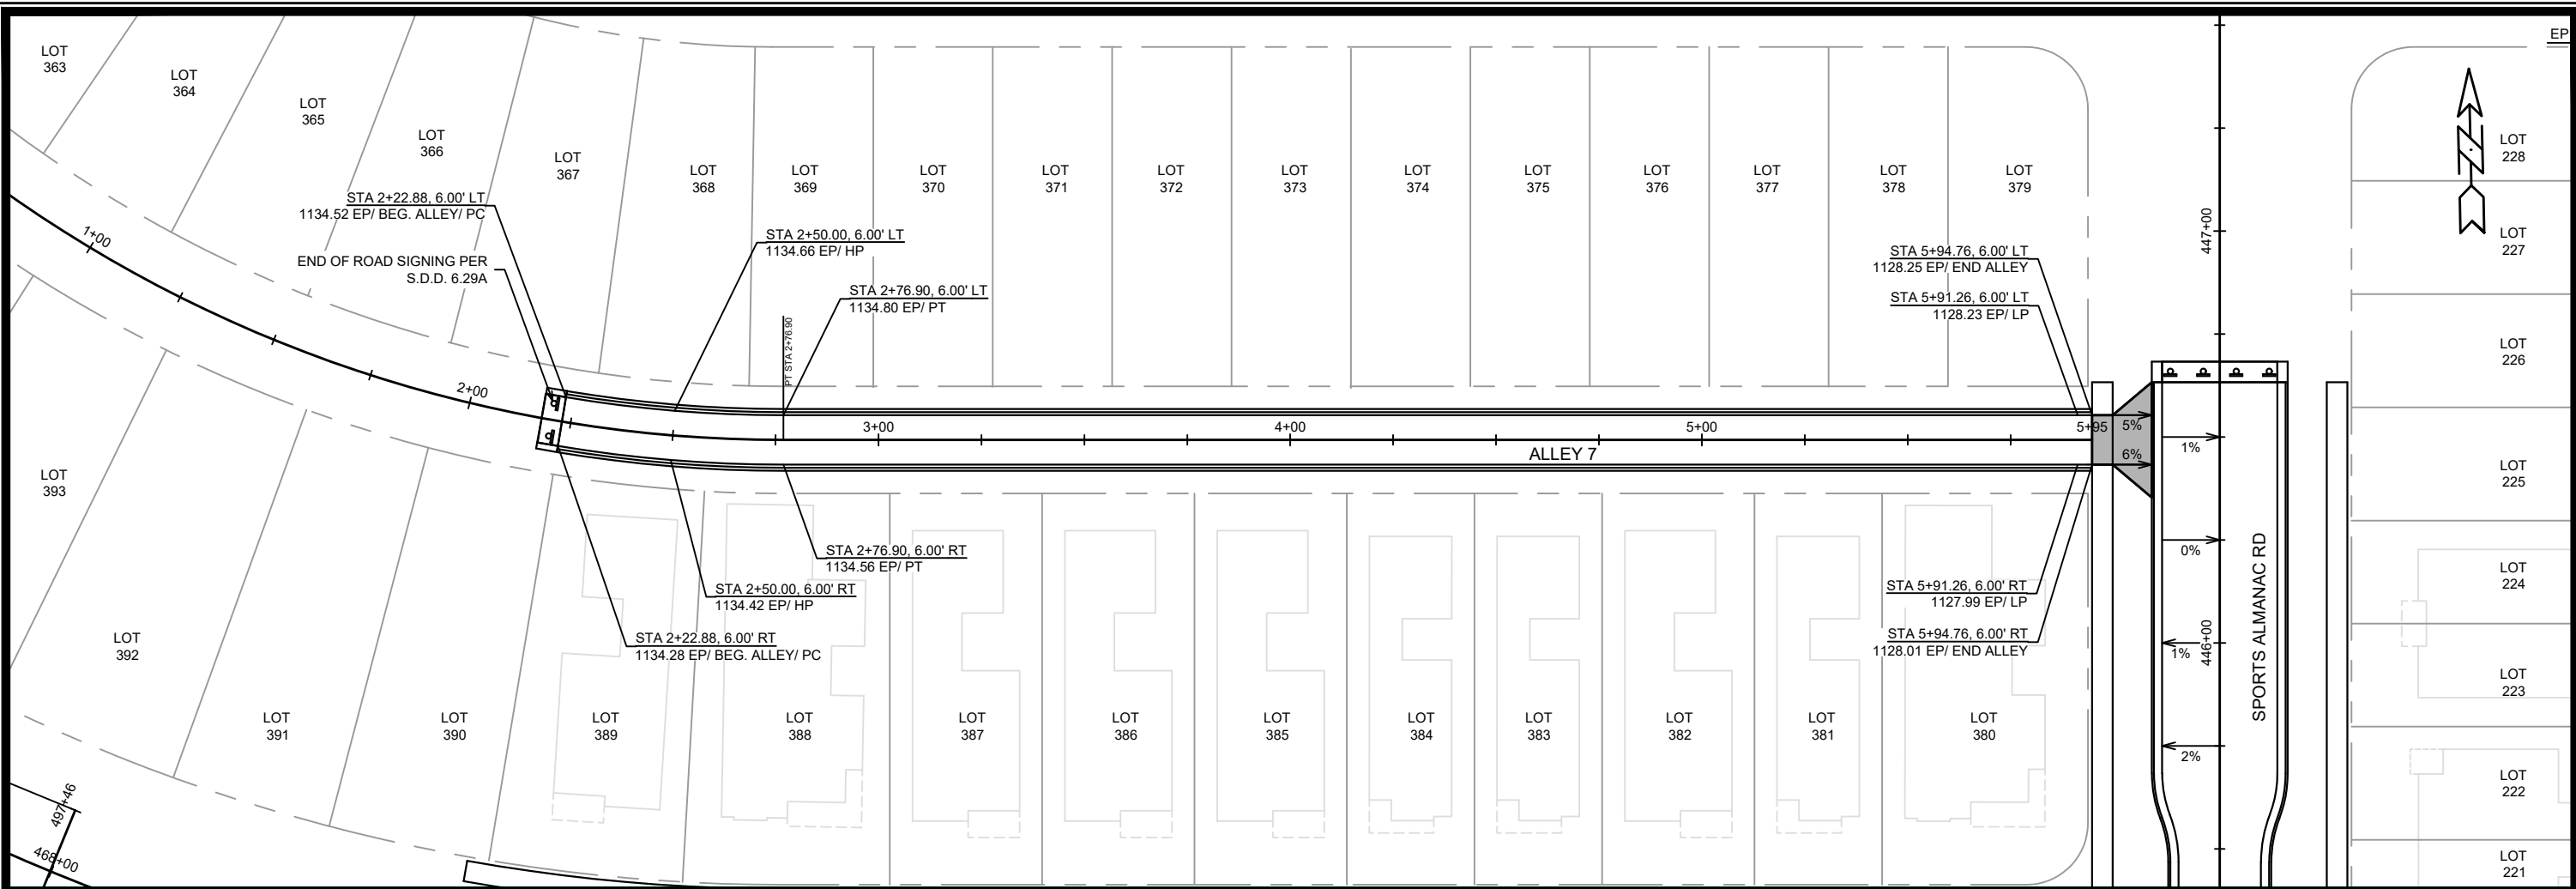 EP
LOT
363
LOT
364
LOT
365
LOT
366
LOT
367
LOT
368
LOT
369
LOT
370
LOT
371
LOT
372
LOT
373
LOT
374
LOT
375
LOT
376
LOT
377
LOT
378
LOT
379
LOT
228
LOT
227
LOT
226
LOT
225
LOT
224
LOT
223
LOT
222
LOT
221
N
STA 2+22.88, 6.00' LT
1134.52 EP/ BEG. ALLEY/ PC
END OF ROAD SIGNING PER
S.D.D. 6.29A
STA 2+50.00, 6.00' LT
1134.66 EP/ HP
STA 2+76.90, 6.00' LT
1134.80 EP/ PT
PT STA 2+76.90
STA 5+94.76, 6.00' LT
1128.25 EP/ END ALLEY
STA 5+91.26, 6.00' LT
1128.23 EP/ LP
1+00
2+00
3+00
4+00
5+00
5+95
ALLEY 7
5%
6%
1%
0%
1%
2%
447+00
446+00
SPORTS ALMANAC RD
STA 2+76.90, 6.00' RT
1134.56 EP/ PT
STA 2+50.00, 6.00' RT
1134.42 EP/ HP
STA 2+22.88, 6.00' RT
1134.28 EP/ BEG. ALLEY/ PC
STA 5+91.26, 6.00' RT
1127.99 EP/ LP
STA 5+94.76, 6.00' RT
1128.01 EP/ END ALLEY
LOT
393
LOT
392
LOT
391
LOT
390
LOT
389
LOT
388
LOT
387
LOT
386
LOT
385
LOT
384
LOT
383
LOT
382
LOT
381
LOT
380
497+46
468+00